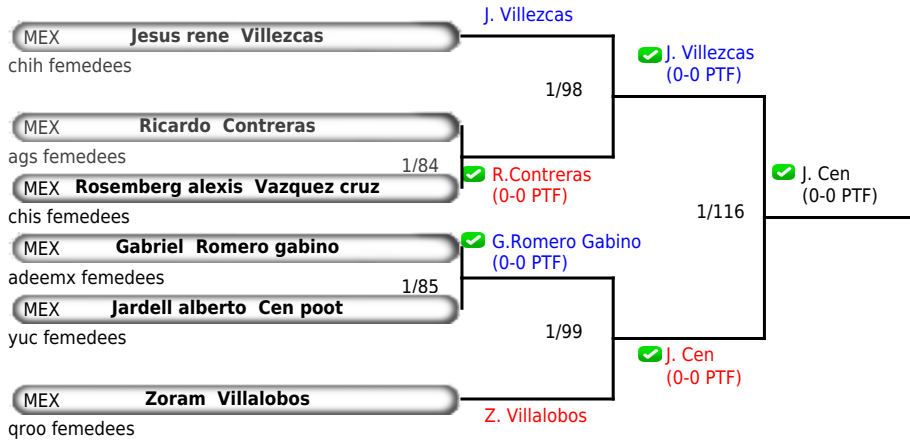 J. Villezcas
MEX Jesus rene Villezcas
chih femedees
J. Villezcas
(0-0 PTF)
1/98
MEX Ricardo Contreras
ags femedees
1/84
R.Contreras
(0-0 PTF)
MEX Rosemberg alexis Vazquez cruz
chis femedees
J. Cen
(0-0 PTF)
1/116
MEX Gabriel Romero gabino
adeemx femedees
G.Romero Gabino
(0-0 PTF)
1/85
MEX Jardell alberto Cen poot
yuc femedees
1/99
J. Cen
(0-0 PTF)
MEX Zoram Villalobos
qroo femedees
Z. Villalobos